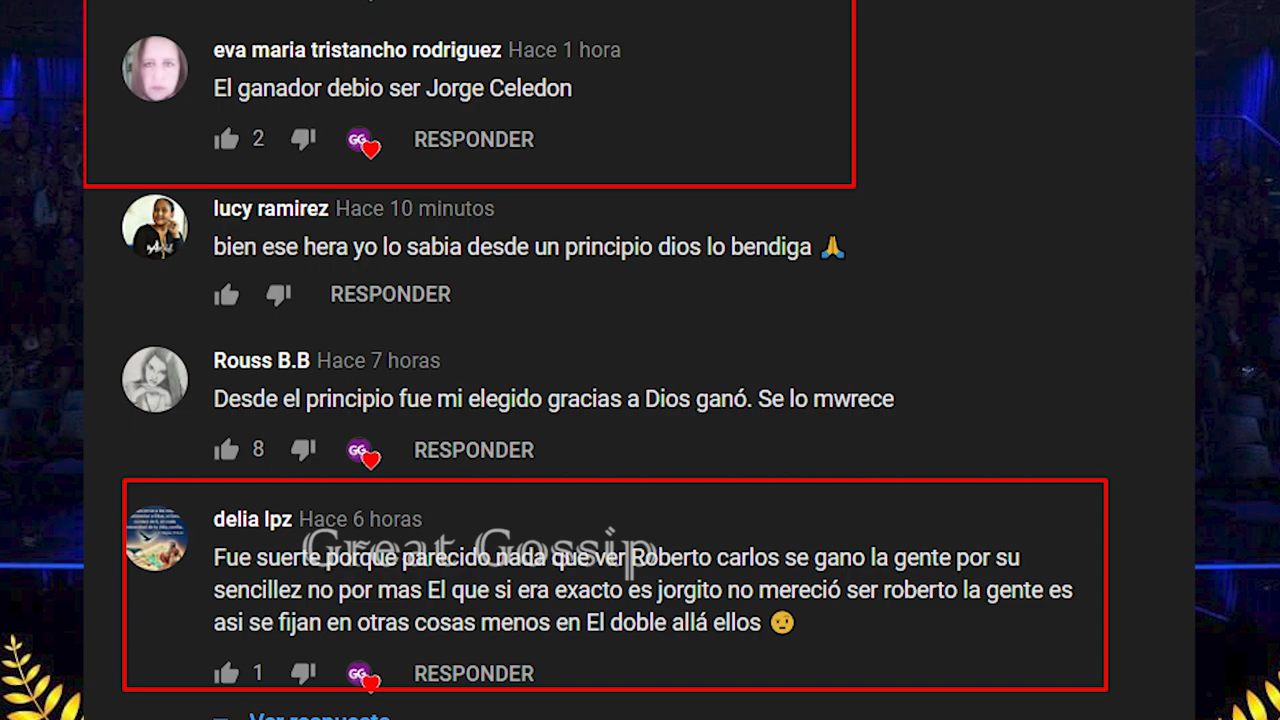 eva maria tristancho rodriguez Hace 1 hora
El ganador debio ser Jorge Celedon
2 GG RESPONDER
lucy ramirez Hace 10 minutos
bien ese hera yo lo sabia desde un principio dios lo bendiga 🙏
RESPONDER
Rouss B.B Hace 7 horas
Desde el principio fue mi elegido gracias a Dios ganó. Se lo mwrece
8 GG RESPONDER
delia lpz Hace 6 horas
Great Gossip
Fue suerte porque parecido nada que ver Roberto carlos se gano la gente por su
sencillez no por mas El que si era exacto es jorgito no mereció ser roberto la gente es
asi se fijan en otras cosas menos en El doble allá ellos 😥
1 GG RESPONDER
Ver respuesta